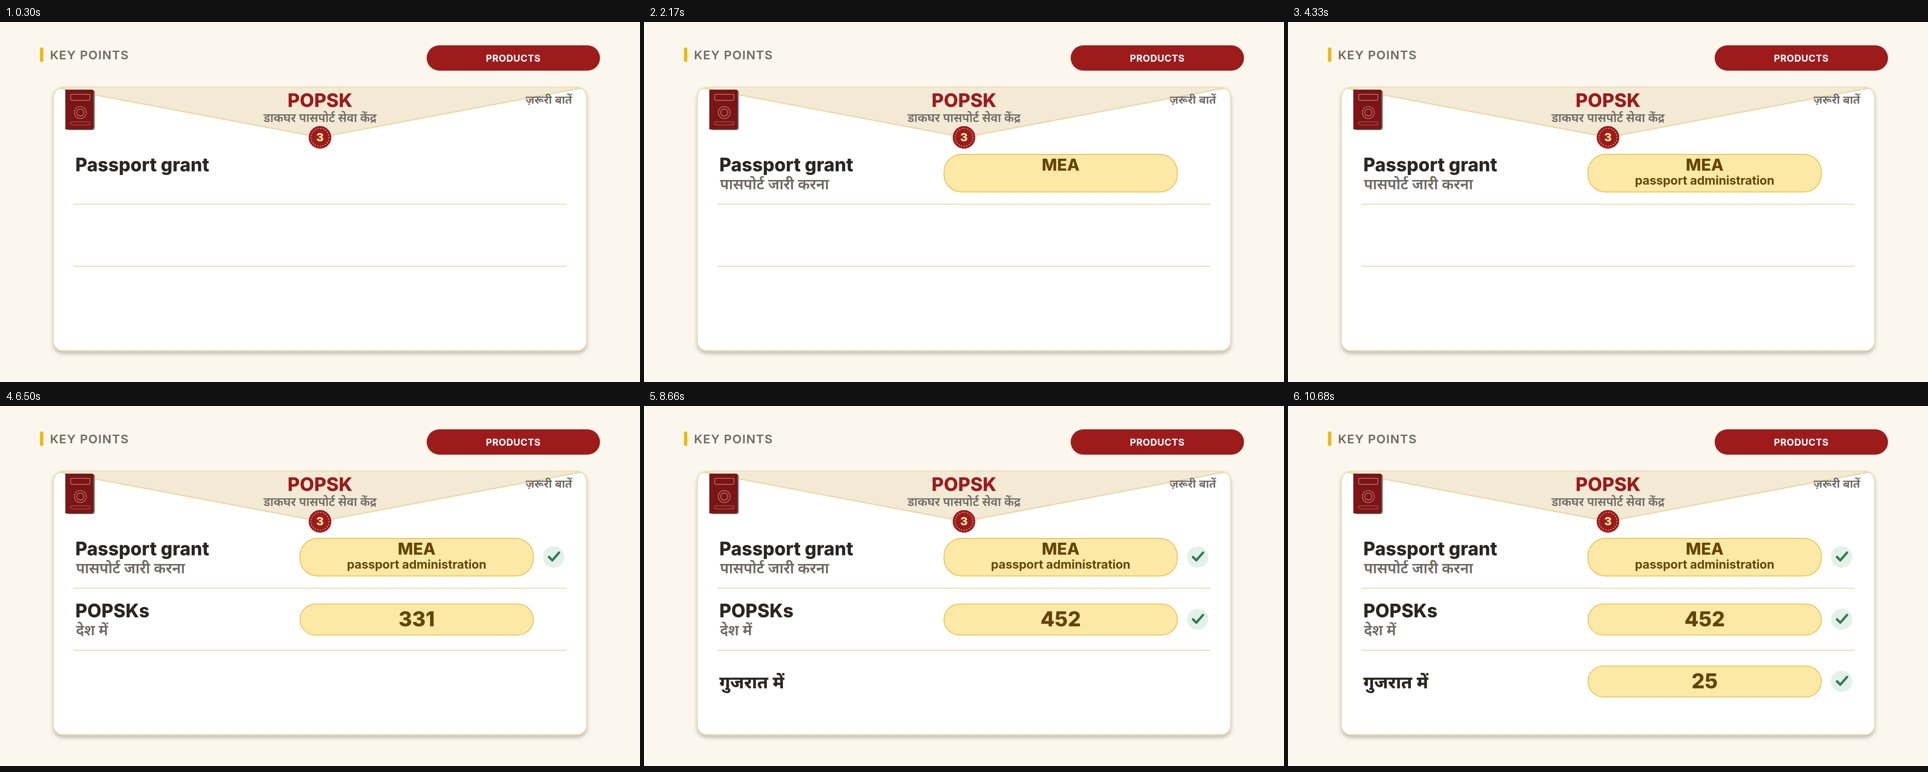 1. 0.30s
KEY POINTS
PRODUCTS
POPSK
ज़रूरी बातें
डाकघर पासपोर्ट सेवा केंद्र
3
Passport grant
2. 2.17s
KEY POINTS
PRODUCTS
POPSK
ज़रूरी बातें
डाकघर पासपोर्ट सेवा केंद्र
3
Passport grant
MEA
पासपोर्ट जारी करना
3. 4.33s
KEY POINTS
PRODUCTS
POPSK
ज़रूरी बातें
डाकघर पासपोर्ट सेवा केंद्र
3
Passport grant
MEA
पासपोर्ट जारी करना
passport administration
4. 6.50s
KEY POINTS
PRODUCTS
POPSK
ज़रूरी बातें
डाकघर पासपोर्ट सेवा केंद्र
3
Passport grant
MEA
पासपोर्ट जारी करना
passport administration
POPSKs
331
देश में
5. 8.66s
KEY POINTS
PRODUCTS
POPSK
ज़रूरी बातें
डाकघर पासपोर्ट सेवा केंद्र
3
Passport grant
MEA
पासपोर्ट जारी करना
passport administration
POPSKs
452
देश में
गुजरात में
6. 10.68s
KEY POINTS
PRODUCTS
POPSK
ज़रूरी बातें
डाकघर पासपोर्ट सेवा केंद्र
3
Passport grant
MEA
पासपोर्ट जारी करना
passport administration
POPSKs
452
देश में
गुजरात में
25